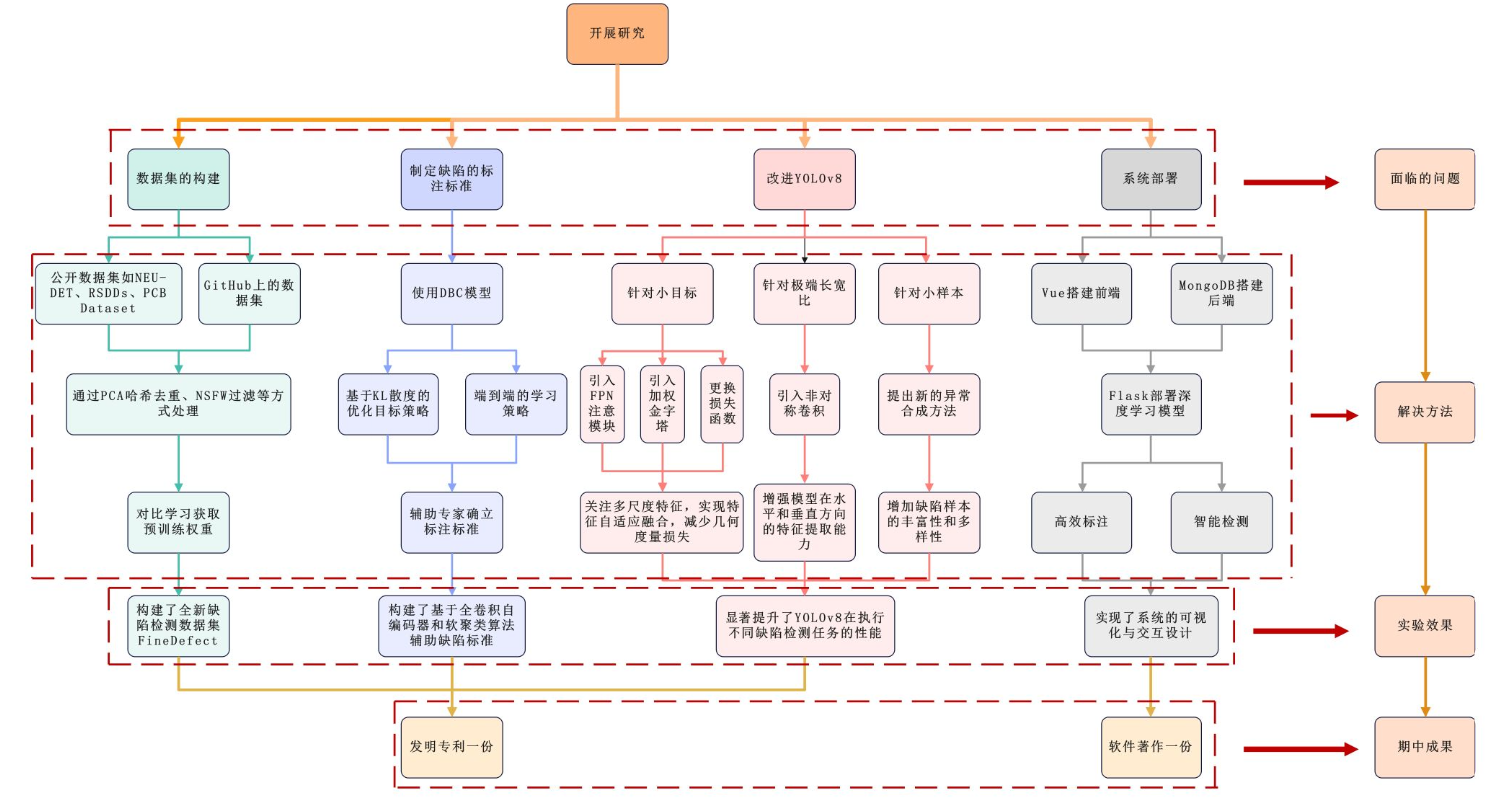 开展研究
数据集的构建
制定缺陷的标
注标准
改进YOLOv8
系统部署
面临的问题
公开数据集如NEU-
DET、RSDDs、PCB
Dataset
GitHub上的数
据集
使用DBC模型
针对小目标
针对极端长宽
比
针对小样本
Vue搭建前端
MongoDB搭建
后端
通过PCA哈希去重、NSFW过滤等方
式处理
基于KL散度的
优化目标策略
端到端的学习
策略
引入
FPN
注意
模块
引入
加权
金字
塔
更换
损失
函数
引入非对
称卷积
提出新的异常
合成方法
Flask部署深
度学习模型
解决方法
对比学习获取
预训练权重
辅助专家确立
标注标准
关注多尺度特征，实现特
征自适应融合，减少几何
度量损失
增强模型在水
平和垂直方向
的特征提取能
力
增加缺陷样本
的丰富性和多
样性
高效标注
智能检测
构建了全新缺
陷检测数据集
FineDefect
构建了基于全卷积自
编码器和软聚类算法
辅助缺陷标准
显著提升了YOLOv8在执行
不同缺陷检测任务的性能
实现了系统的可视
化与交互设计
实验效果
发明专利一份
软件著作一份
期中成果